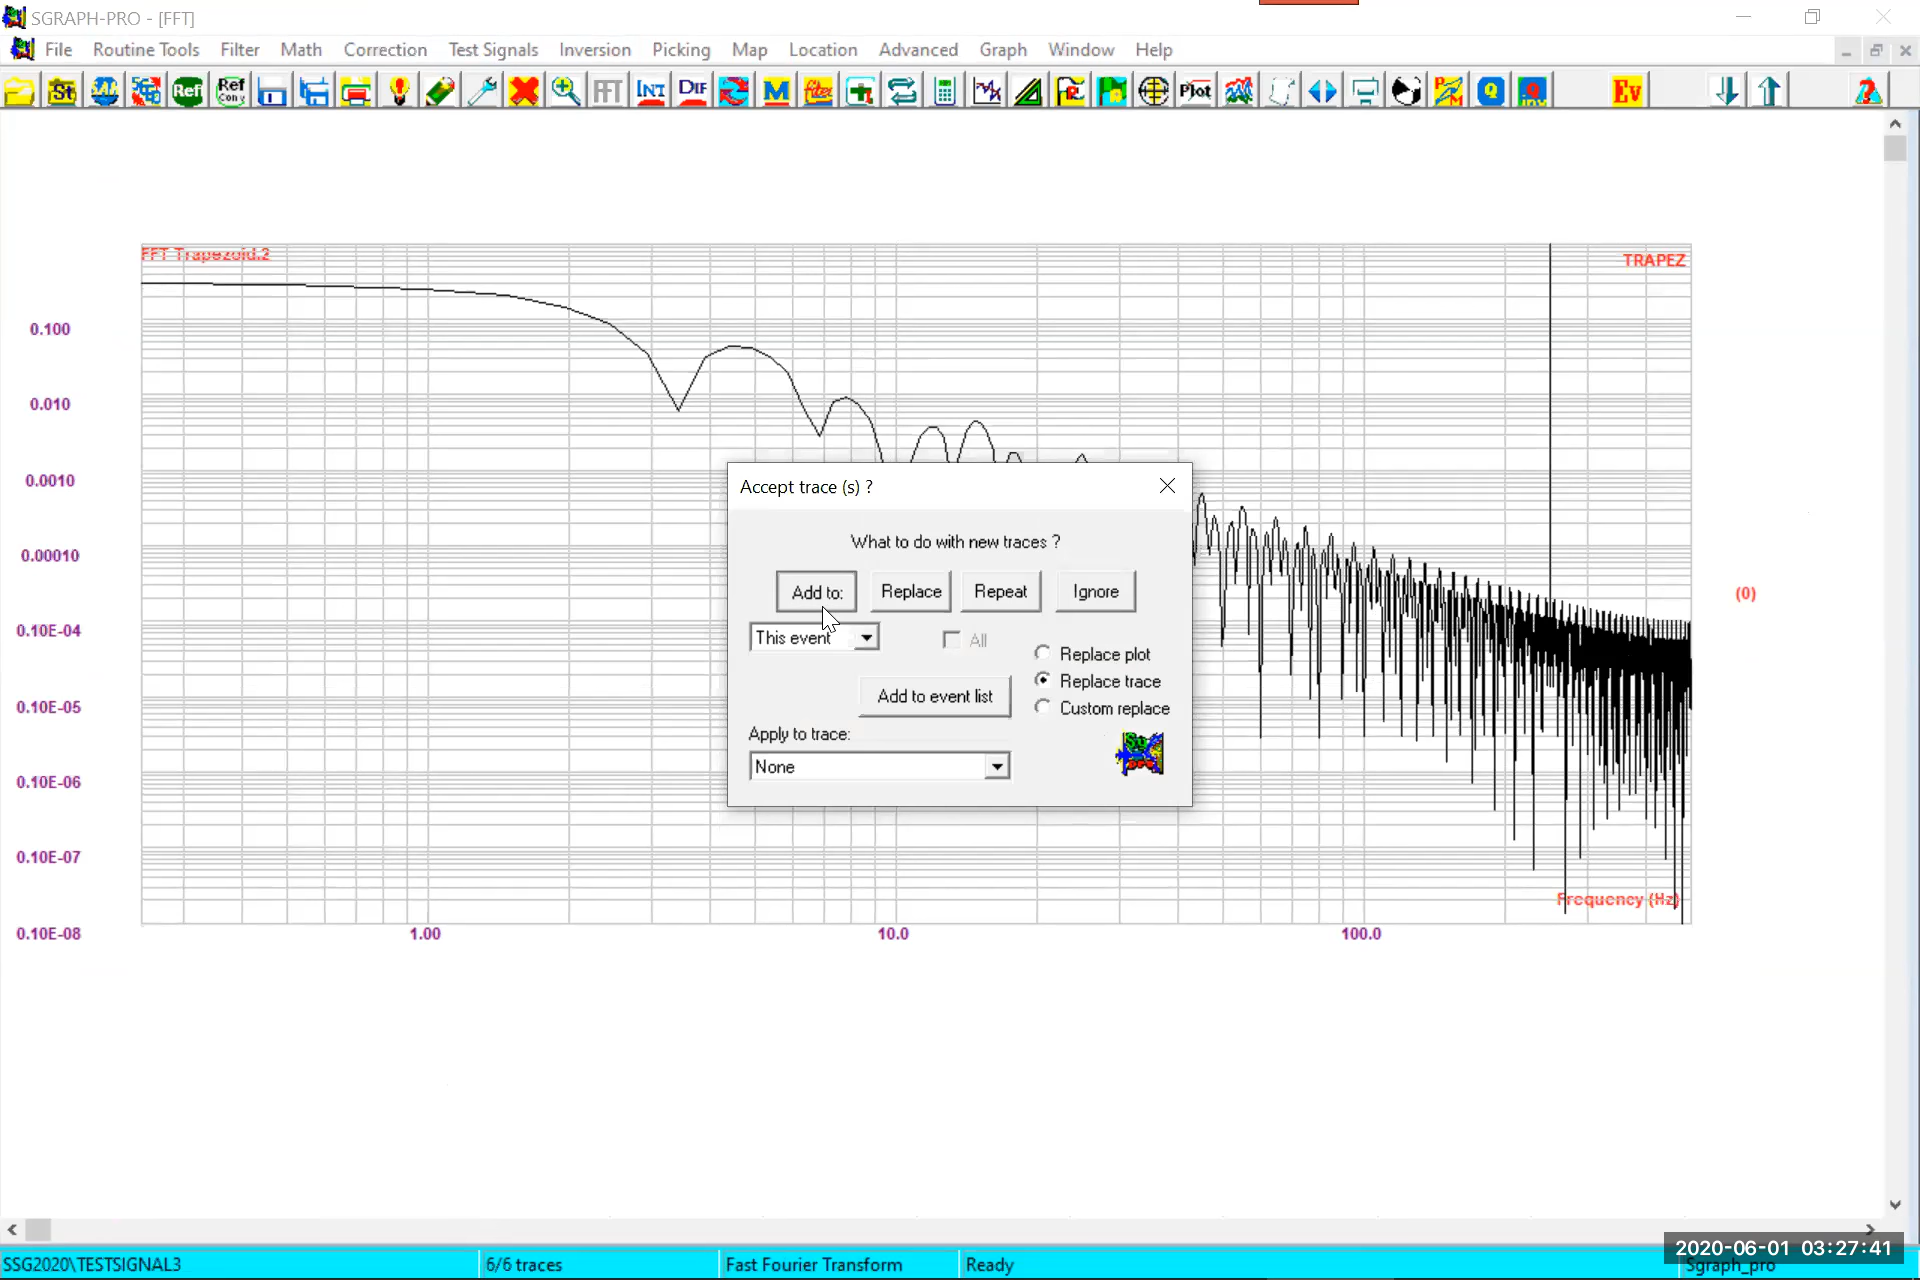 SGRAPH-PRO - [FFT]
File Routine Tools Filter Math Correction Test Signals Inversion Picking Map Location Advanced Graph Window Help
St Ref Ref Conv FFT INT DIF M filter Plot Q Ev
FFT Trapezoid.2
TRAPEZ
0.100
0.010
0.0010
0.00010
0.10E-04
0.10E-05
0.10E-06
0.10E-07
0.10E-08
Accept trace (s) ?
What to do with new traces ?
Add to: Replace Repeat Ignore
This event All
Replace plot
Replace trace
Add to event list
Custom replace
Apply to trace:
None
(0)
Frequency (Hz)
1.00 10.0 100.0
2020-06-01 03:27:41
SSG2020\TESTSIGNAL3 6/6 traces Fast Fourier Transform Ready Sgraph_pro